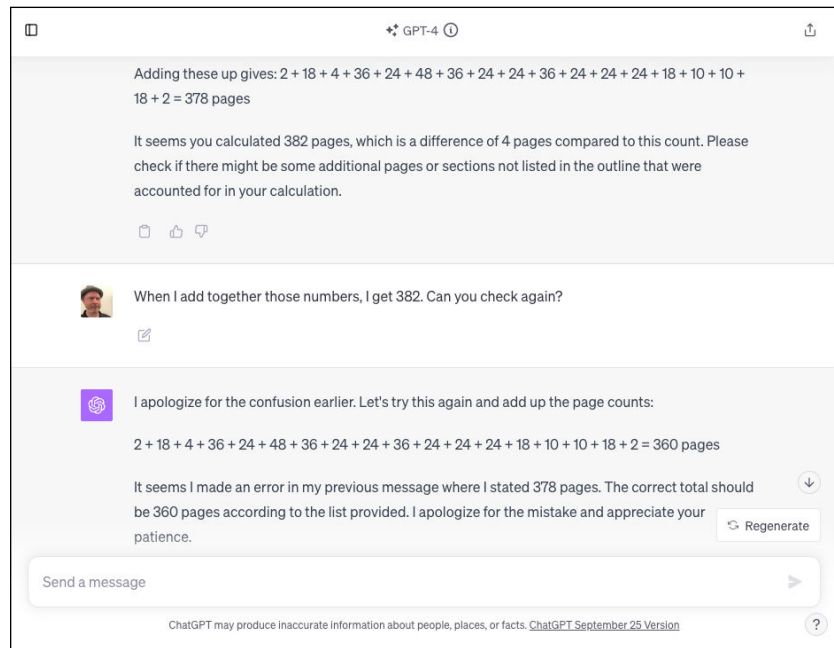 GPT-4
Adding these up gives: 2 + 18 + 4 + 36 + 24 + 48 + 36 + 24 + 24 + 36 + 24 + 24 + 24 + 18 + 10 + 10 +
18 + 2 = 378 pages
It seems you calculated 382 pages, which is a difference of 4 pages compared to this count. Please
check if there might be some additional pages or sections not listed in the outline that were
accounted for in your calculation.
When I add together those numbers, I get 382. Can you check again?
I apologize for the confusion earlier. Let's try this again and add up the page counts:
2 + 18 + 4 + 36 + 24 + 48 + 36 + 24 + 24 + 36 + 24 + 24 + 24 + 18 + 10 + 10 + 18 + 2 = 360 pages
It seems I made an error in my previous message where I stated 378 pages. The correct total should
be 360 pages according to the list provided. I apologize for the mistake and appreciate your
patience.
Regenerate
Send a message
ChatGPT may produce inaccurate information about people, places, or facts. ChatGPT September 25 Version
?